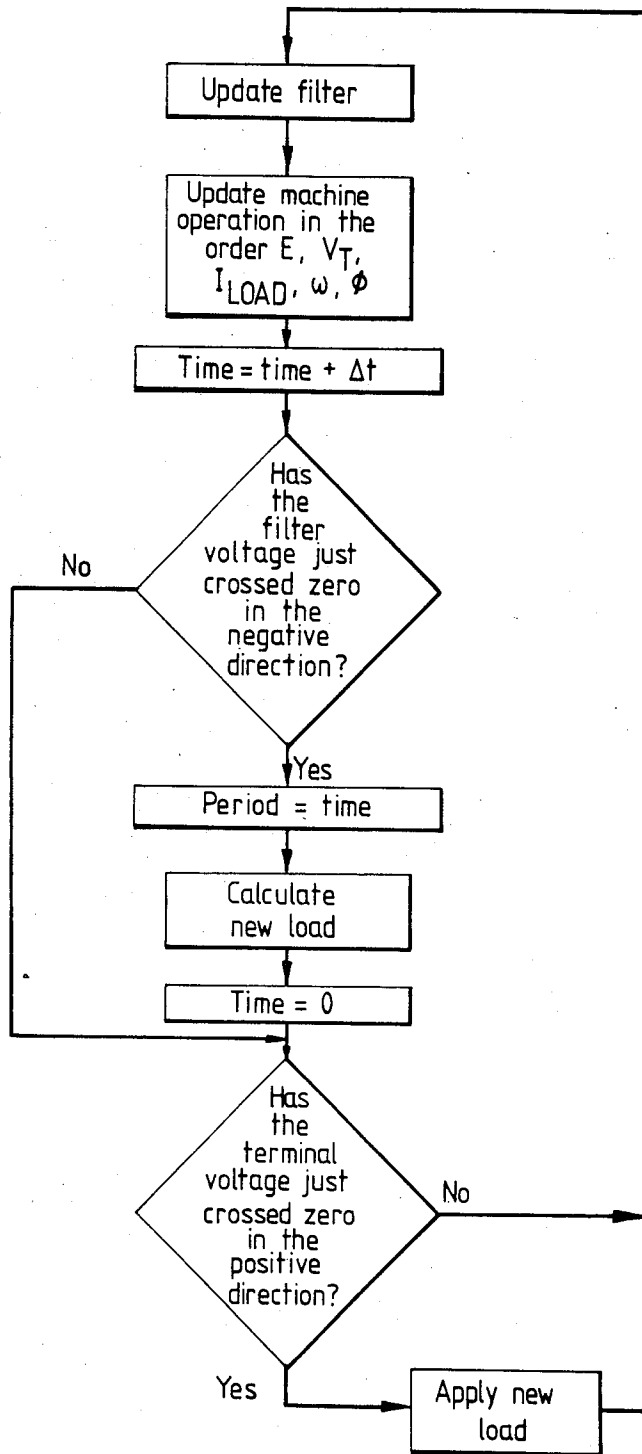 Update filter
Update machine
operation in the
order E, V_T,
I_LOAD, ω, ϕ
Time = time + Δt
Has
the
filter
voltage just
crossed zero
in the
negative
direction?
No
Yes
Period = time
Calculate
new load
Time = 0
Has
the
terminal
voltage just
crossed zero
in the
positive
direction?
No
Yes
Apply new
load